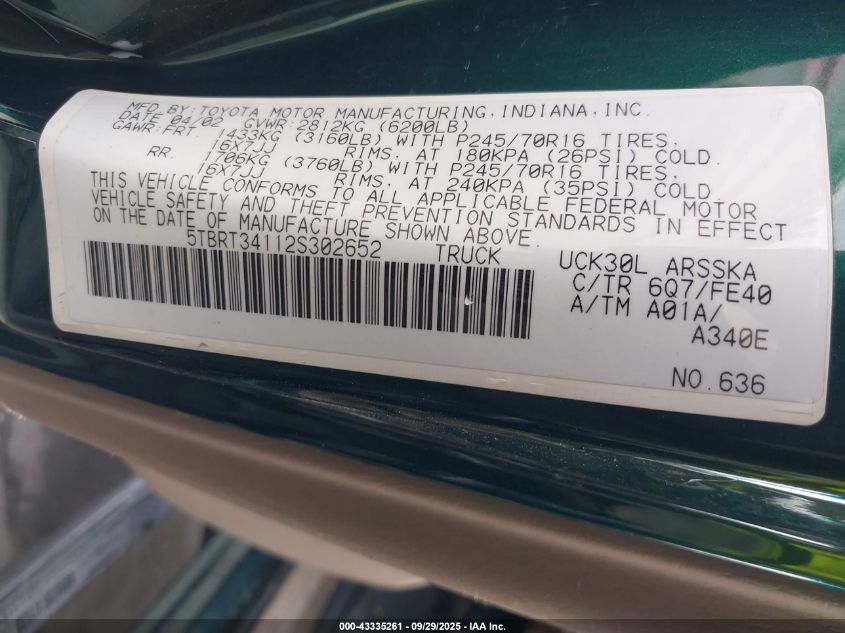 MFD. BY: TOYOTA MOTOR MANUFACTURING, INDIANA, INC.
DATE 04/02 GVWR: 2812KG (6200LB)
GAWR: FRT. 1433KG (3160LB) WITH P245/70R16 TIRES.
16X7JJ RIMS. AT 180KPA (26PSI) COLD.
RR. 1706KG (3760LB) WITH P245/70R16 TIRES.
16X7JJ RIMS. AT 240KPA (35PSI) COLD.
THIS VEHICLE CONFORMS TO ALL APPLICABLE FEDERAL MOTOR
VEHICLE SAFETY AND THEFT PREVENTION STANDARDS IN EFFECT
ON THE DATE OF MANUFACTURE SHOWN ABOVE.
5TBRT34112S302652 TRUCK
UCK30L ARSSKA
C/TR 6Q7/FE40
A/TM A01A/
A340E
NO. 636
000-43335261 - 09/29/2025 - IAA Inc.